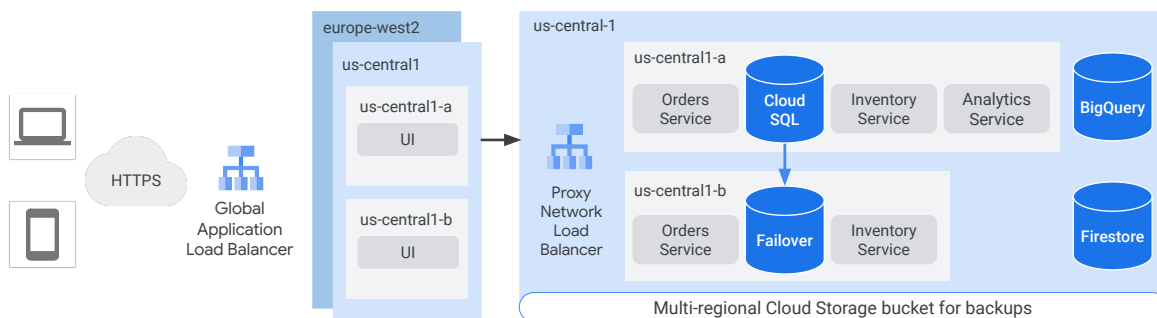 HTTPS
Global
Application
Load Balancer
europe-west2
us-central1
us-central1-a
UI
us-central1-b
UI
us-central-1
Proxy
Network
Load
Balancer
us-central1-a
Orders
Service
Cloud
SQL
Inventory
Service
Analytics
Service
BigQuery
us-central1-b
Orders
Service
Failover
Inventory
Service
Firestore
Multi-regional Cloud Storage bucket for backups